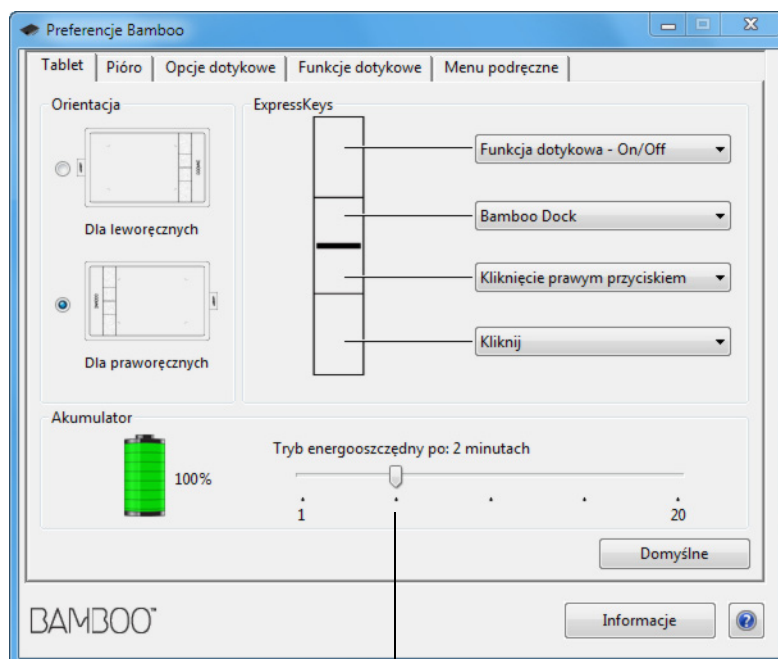 Preferencje Bamboo
Tablet Pióro Opcje dotykowe Funkcje dotykowe Menu podręczne
Orientacja
Dla leworęcznych
Dla praworęcznych
ExpressKeys
Funkcja dotykowa - On/Off
Bamboo Dock
Kliknięcie prawym przyciskiem
Kliknij
Akumulator
100%
Tryb energooszczędny po: 2 minutach
1 20
Domyślne
BAMBOO™
Informacje